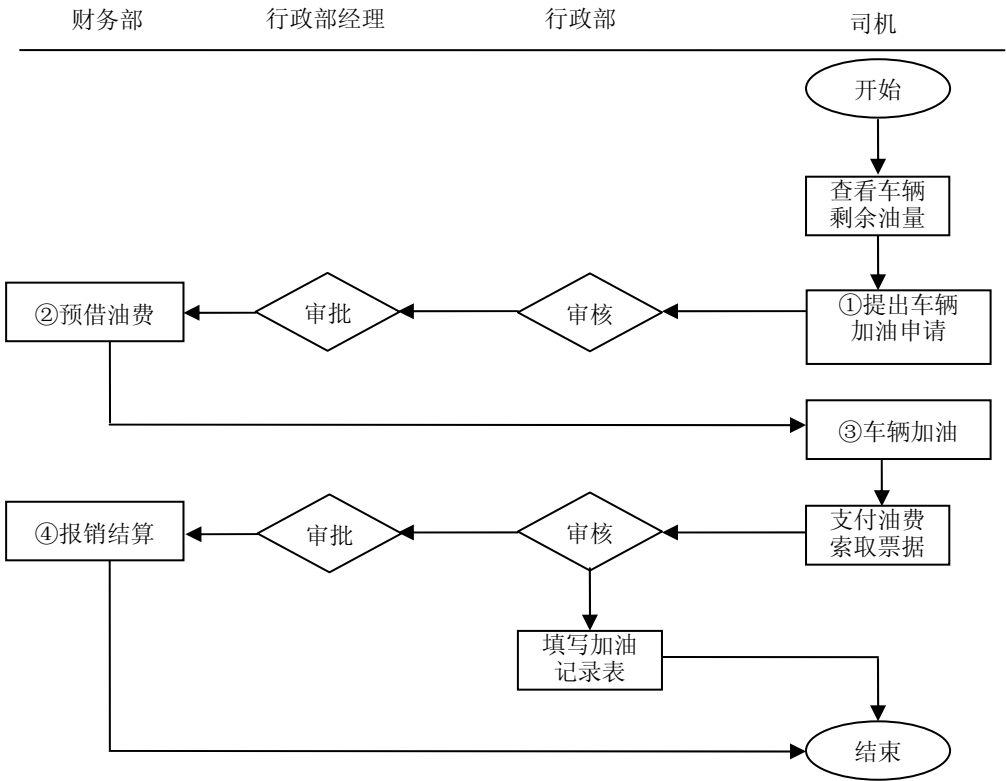 财务部
行政部经理
行政部
司机
开始
查看车辆
剩余油量
②预借油费
审批
审核
①提出车辆
加油申请
③车辆加油
④报销结算
审批
审核
支付油费
索取票据
填写加油
记录表
结束